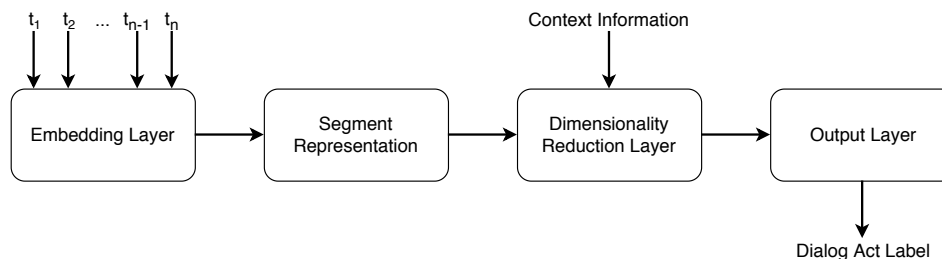 t1 t2 ... tn-1 tn
Context Information
Embedding Layer
Segment
Representation
Dimensionality
Reduction Layer
Output Layer
Dialog Act Label